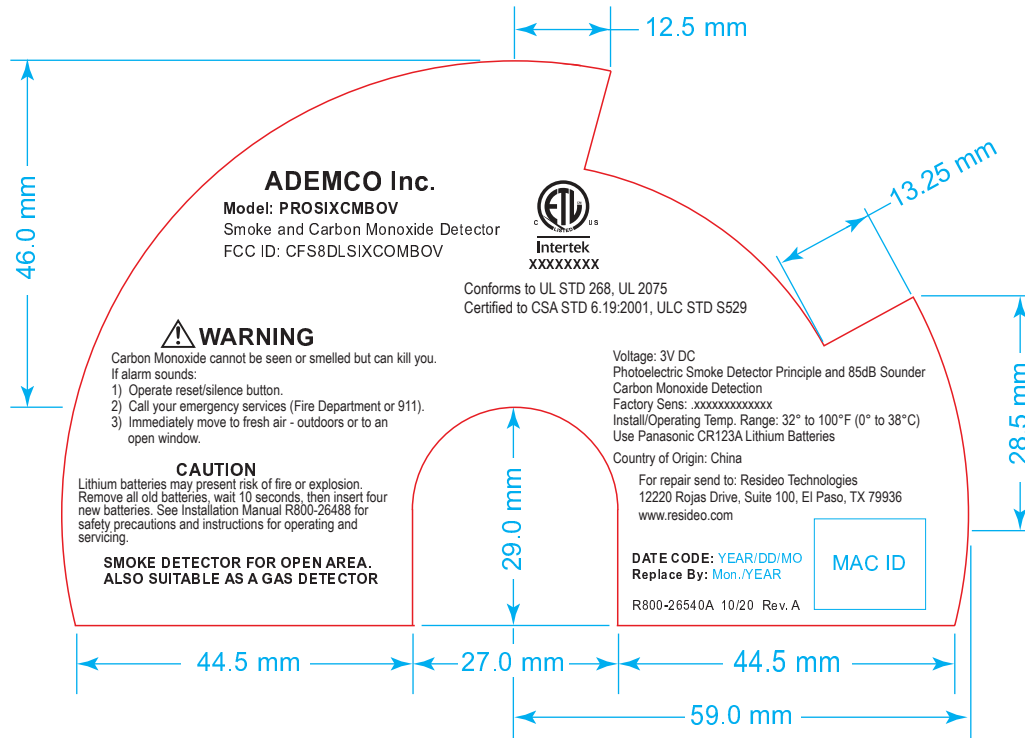 12.5 mm
46.0 mm
13.25 mm
ADEMCO Inc.
Model: PROSIXCMBOV
Smoke and Carbon Monoxide Detector
FCC ID: CFS8DLSIXCOMBOV
ETL
C US
LISTED
Intertek
XXXXXXXX
Conforms to UL STD 268, UL 2075
Certified to CSA STD 6.19:2001, ULC STD S529
WARNING
Carbon Monoxide cannot be seen or smelled but can kill you.
If alarm sounds:
1) Operate reset/silence button.
2) Call your emergency services (Fire Department or 911).
3) Immediately move to fresh air - outdoors or to an
open window.
CAUTION
Lithium batteries may present risk of fire or explosion.
Remove all old batteries, wait 10 seconds, then insert four
new batteries. See Installation Manual R800-26488 for
safety precautions and instructions for operating and
servicing.
SMOKE DETECTOR FOR OPEN AREA.
ALSO SUITABLE AS A GAS DETECTOR
Voltage: 3V DC
Photoelectric Smoke Detector Principle and 85dB Sounder
Carbon Monoxide Detection
Factory Sens: .xxxxxxxxxxxxx
Install/Operating Temp. Range: 32° to 100°F (0° to 38°C)
Use Panasonic CR123A Lithium Batteries
Country of Origin: China
For repair send to: Resideo Technologies
12220 Rojas Drive, Suite 100, El Paso, TX 79936
www.resideo.com
DATE CODE: YEAR/DD/MO
Replace By: Mon./YEAR
R800-26540A 10/20 Rev. A
MAC ID
28.5 mm
29.0 mm
44.5 mm
27.0 mm
44.5 mm
59.0 mm